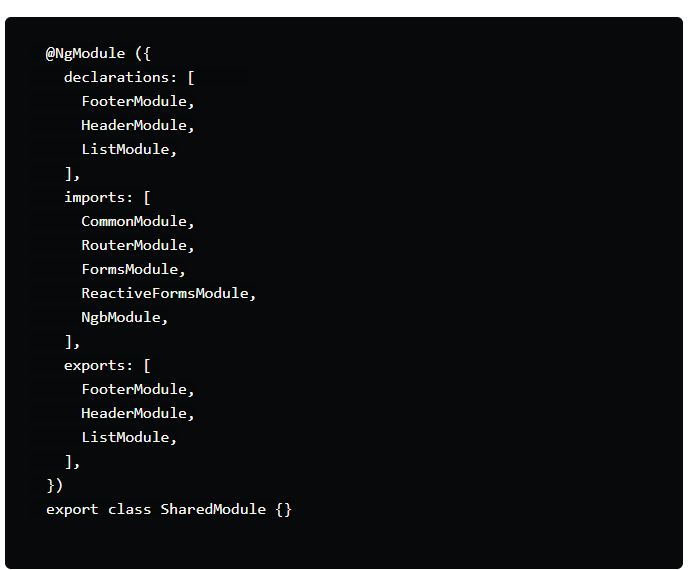 @NgModule ({
  declarations: [
    FooterModule,
    HeaderModule,
    ListModule,
  ],
  imports: [
    CommonModule,
    RouterModule,
    FormsModule,
    ReactiveFormsModule,
    NgbModule,
  ],
  exports: [
    FooterModule,
    HeaderModule,
    ListModule,
  ],
})
export class SharedModule {}